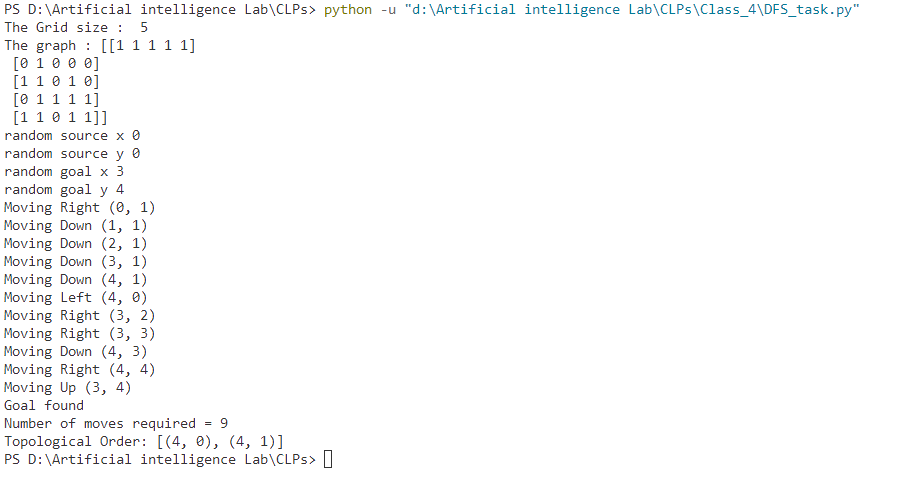 PS D:\Artificial intelligence Lab\CLPs> python -u "d:\Artificial intelligence Lab\CLPs\Class_4\DFS_task.py"
The Grid size :  5
The graph : [[1 1 1 1 1]
 [0 1 0 0 0]
 [1 1 0 1 0]
 [0 1 1 1 1]
 [1 1 0 1 1]]
random source x 0
random source y 0
random goal x 3
random goal y 4
Moving Right (0, 1)
Moving Down (1, 1)
Moving Down (2, 1)
Moving Down (3, 1)
Moving Down (4, 1)
Moving Left (4, 0)
Moving Right (3, 2)
Moving Right (3, 3)
Moving Down (4, 3)
Moving Right (4, 4)
Moving Up (3, 4)
Goal found
Number of moves required = 9
Topological Order: [(4, 0), (4, 1)]
PS D:\Artificial intelligence Lab\CLPs>